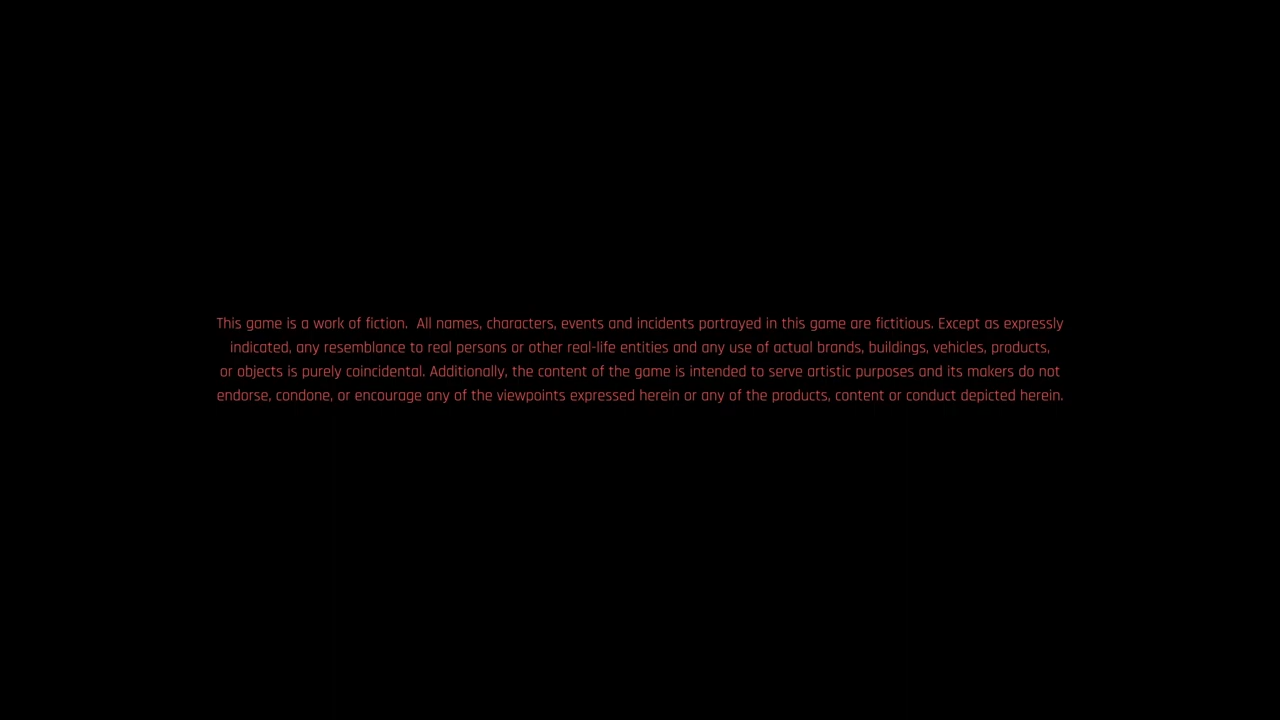 This game is a work of fiction.  All names, characters, events and incidents portrayed in this game are fictitious. Except as expressly
indicated, any resemblance to real persons or other real-life entities and any use of actual brands, buildings, vehicles, products,
or objects is purely coincidental. Additionally, the content of the game is intended to serve artistic purposes and its makers do not
endorse, condone, or encourage any of the viewpoints expressed herein or any of the products, content or conduct depicted herein.